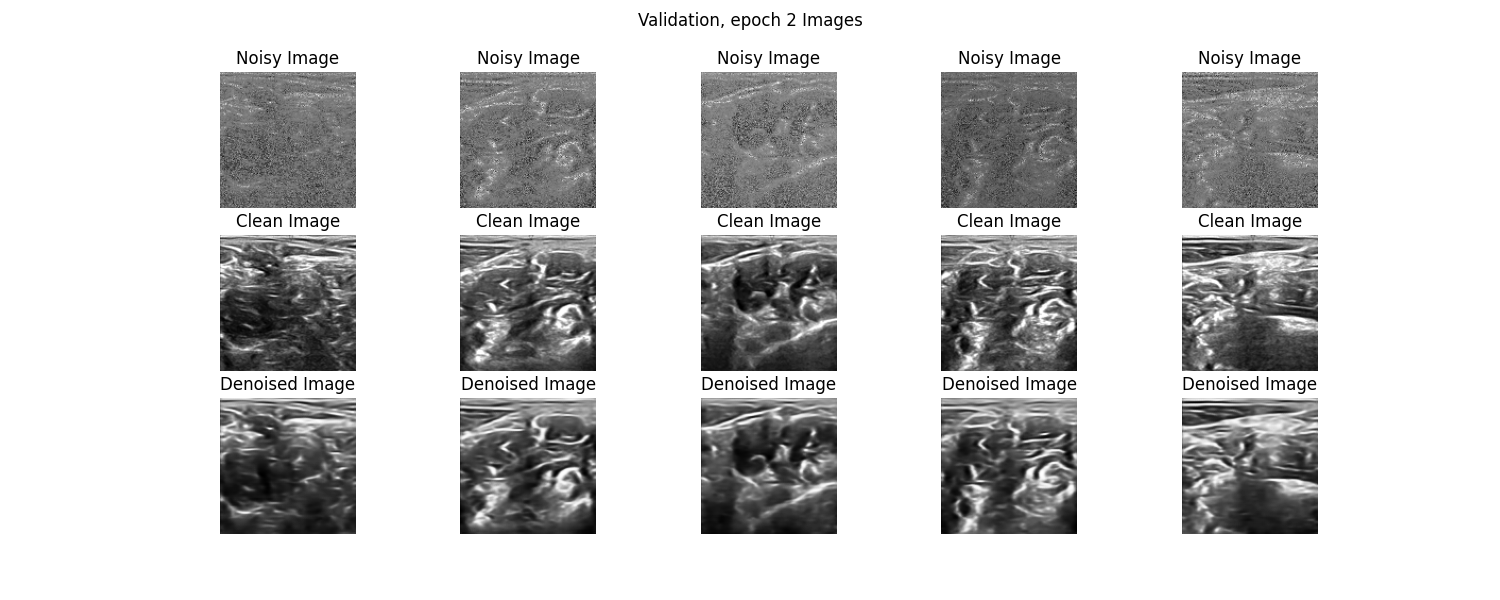 Validation, epoch 2 Images
Noisy Image Noisy Image Noisy Image Noisy Image Noisy Image
Clean Image Clean Image Clean Image Clean Image Clean Image
Denoised Image Denoised Image Denoised Image Denoised Image Denoised Image